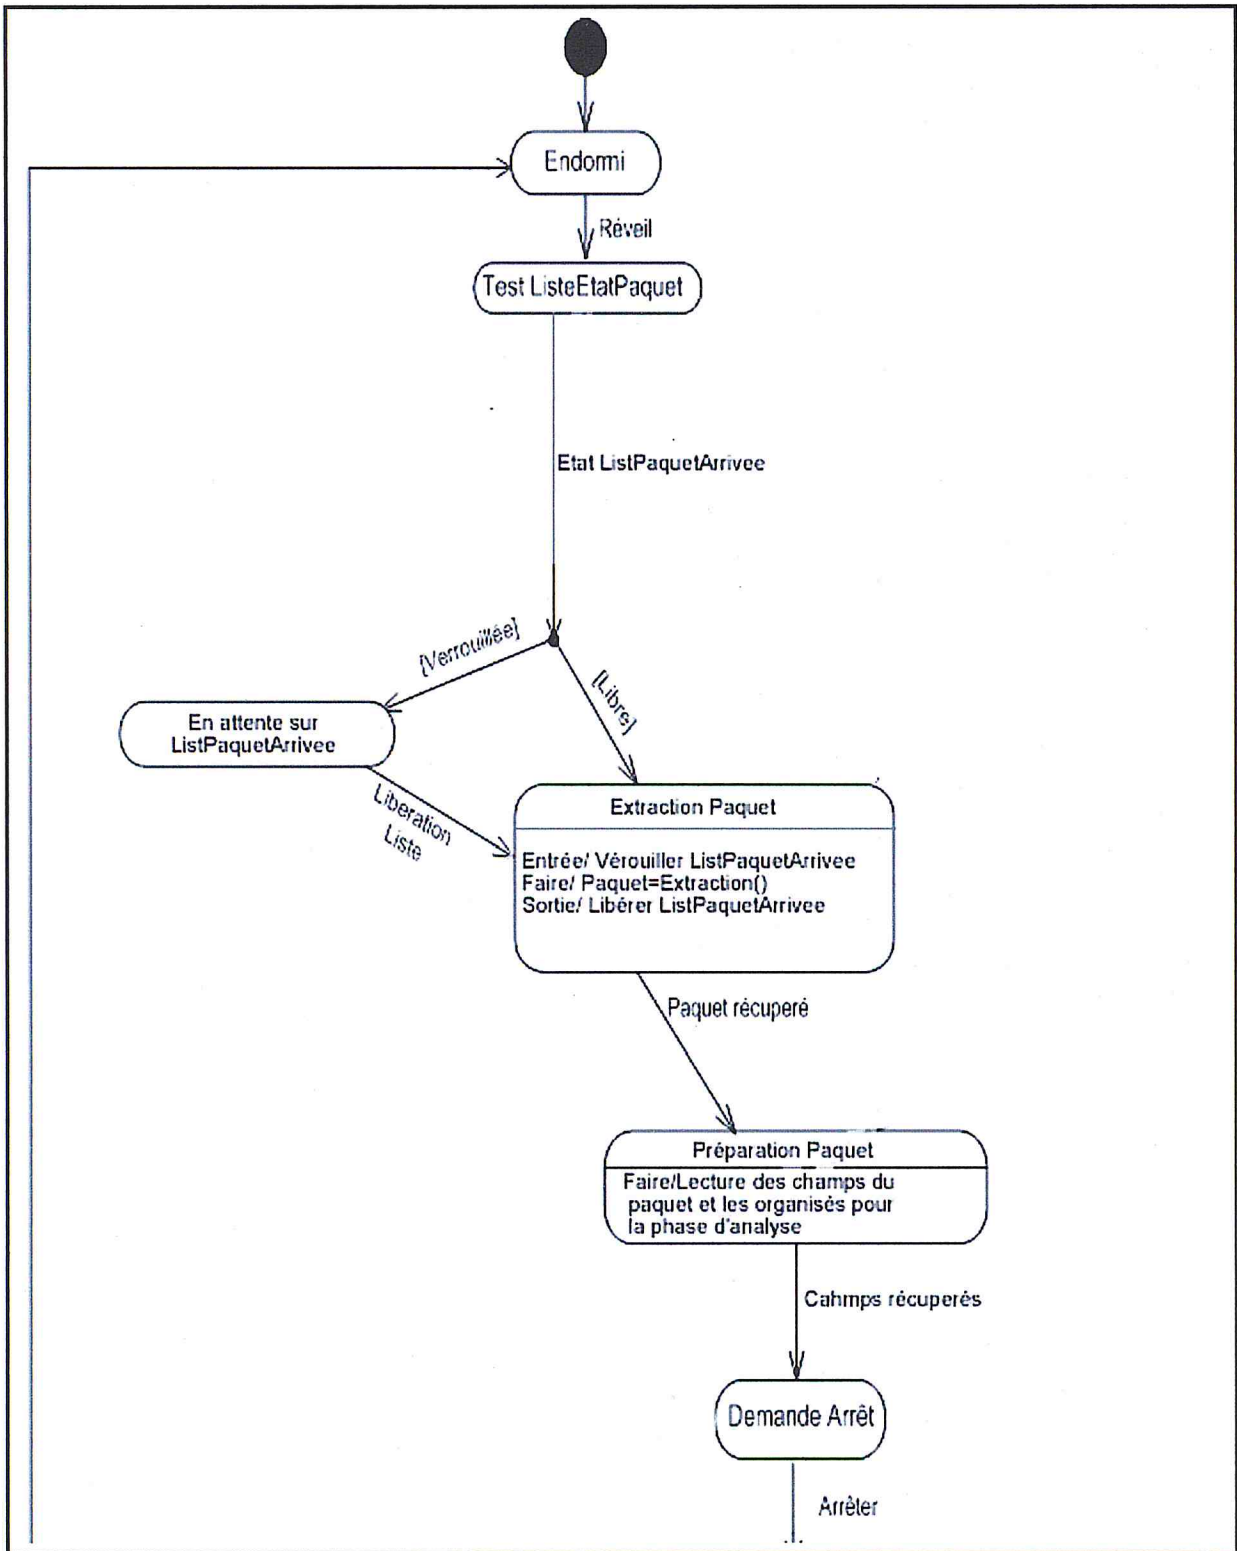 Endormi
Réveil
Test ListeEtatPaquet
Etat ListPaquetArrivee
[Verrouillée]
[Libre]
En attente sur
ListPaquetArrivee
Liberation
Liste
Extraction Paquet
Entrée/ Vérouiller ListPaquetArrivee
Faire/ Paquet=Extraction()
Sortie/ Libérer ListPaquetArrivee
Paquet récuperé
Préparation Paquet
Faire/Lecture des champs du
paquet et les organisés pour
la phase d'analyse
Cahmps récuperés
Demande Arrêt
Arrêter